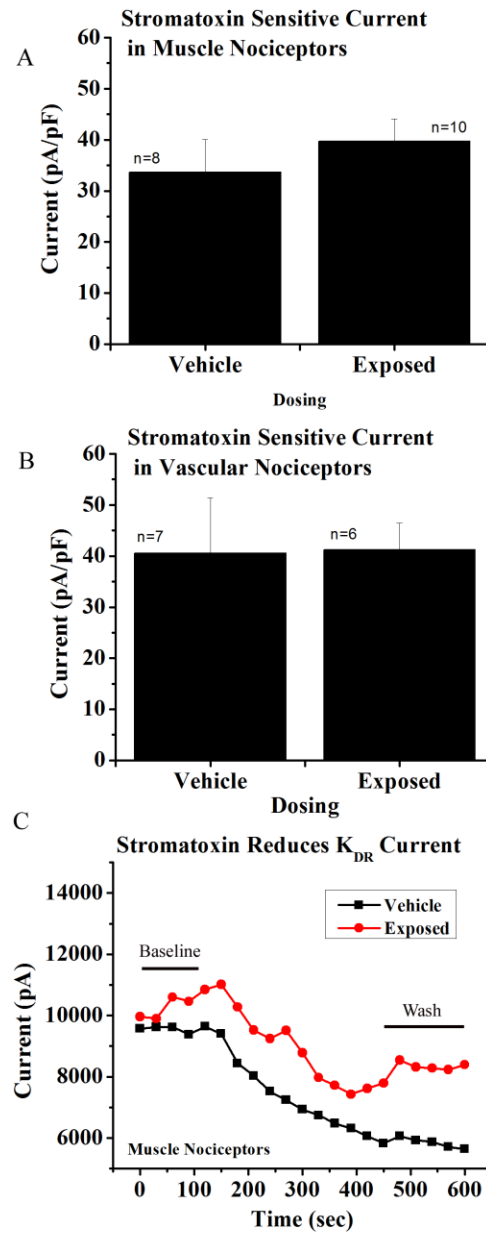 A
Stromatoxin Sensitive Current
in Muscle Nociceptors
Current (pA/pF)
60
50
40
30
20
10
0
n=8
n=10
Vehicle
Exposed
Dosing
B
Stromatoxin Sensitive Current
in Vascular Nociceptors
Current (pA/pF)
60
50
40
30
20
10
0
n=7
n=6
Vehicle
Exposed
Dosing
C
Stromatoxin Reduces KDR Current
Current (pA)
14000
12000
10000
8000
6000
Vehicle
Exposed
Baseline
Wash
Muscle Nociceptors
0 100 200 300 400 500 600
Time (sec)